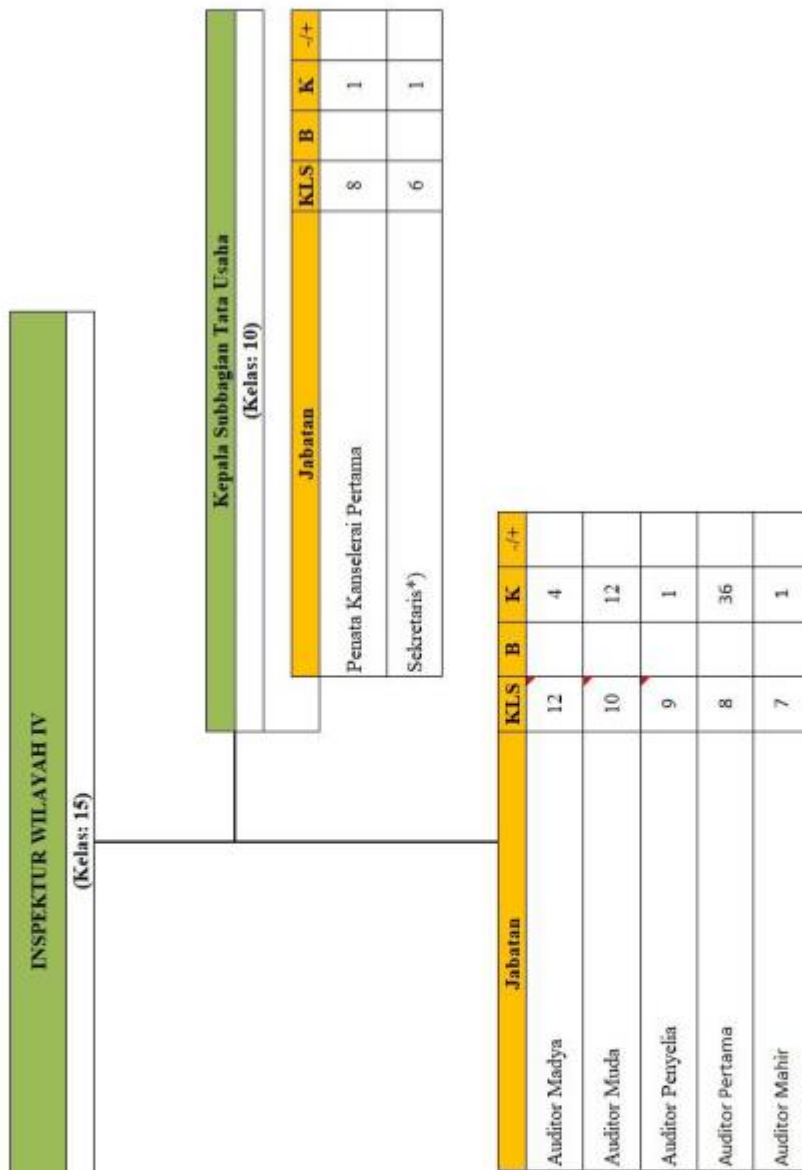 INSPEKTUR WILAYAH IV
(Kelas: 15)
Kepala Subbagian Tata Usaha
(Kelas: 10)
Jabatan KLS B K -/+
Penata Kanselerai Pertama 8 1
Sekretaris*) 6 1
Jabatan KLS B K -/+
Auditor Madya 12 4
Auditor Muda 10 12
Auditor Penyelia 9 1
Auditor Pertama 8 36
Auditor Mahir 7 1